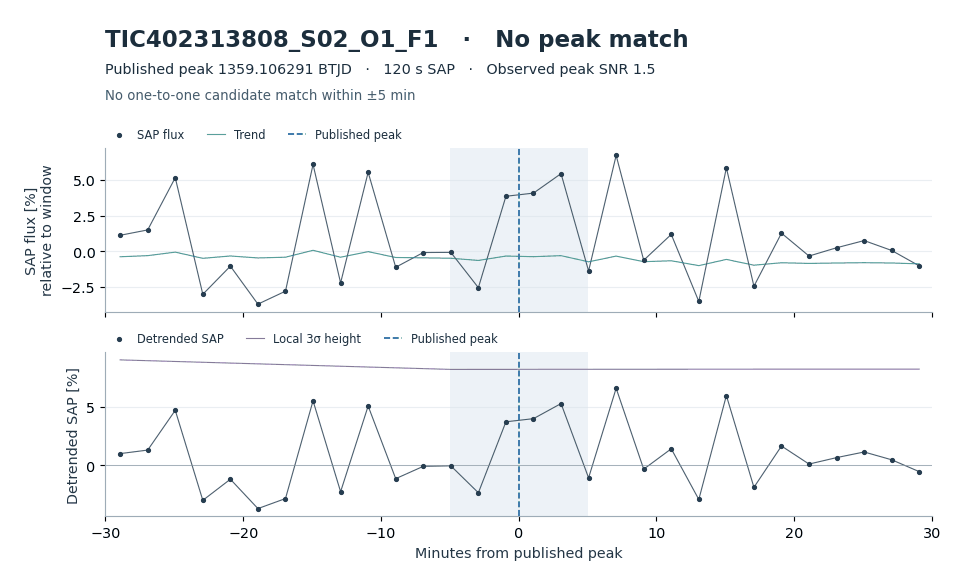 TIC402313808_S02_O1_F1 · No peak match
Published peak 1359.106291 BTJD · 120 s SAP · Observed peak SNR 1.5
No one-to-one candidate match within ±5 min
SAP flux Trend Published peak
SAP flux [%]
relative to window
5.0
2.5
0.0
−2.5
Detrended SAP Local 3σ height Published peak
Detrended SAP [%]
5
0
−30 −20 −10 0 10 20 30
Minutes from published peak